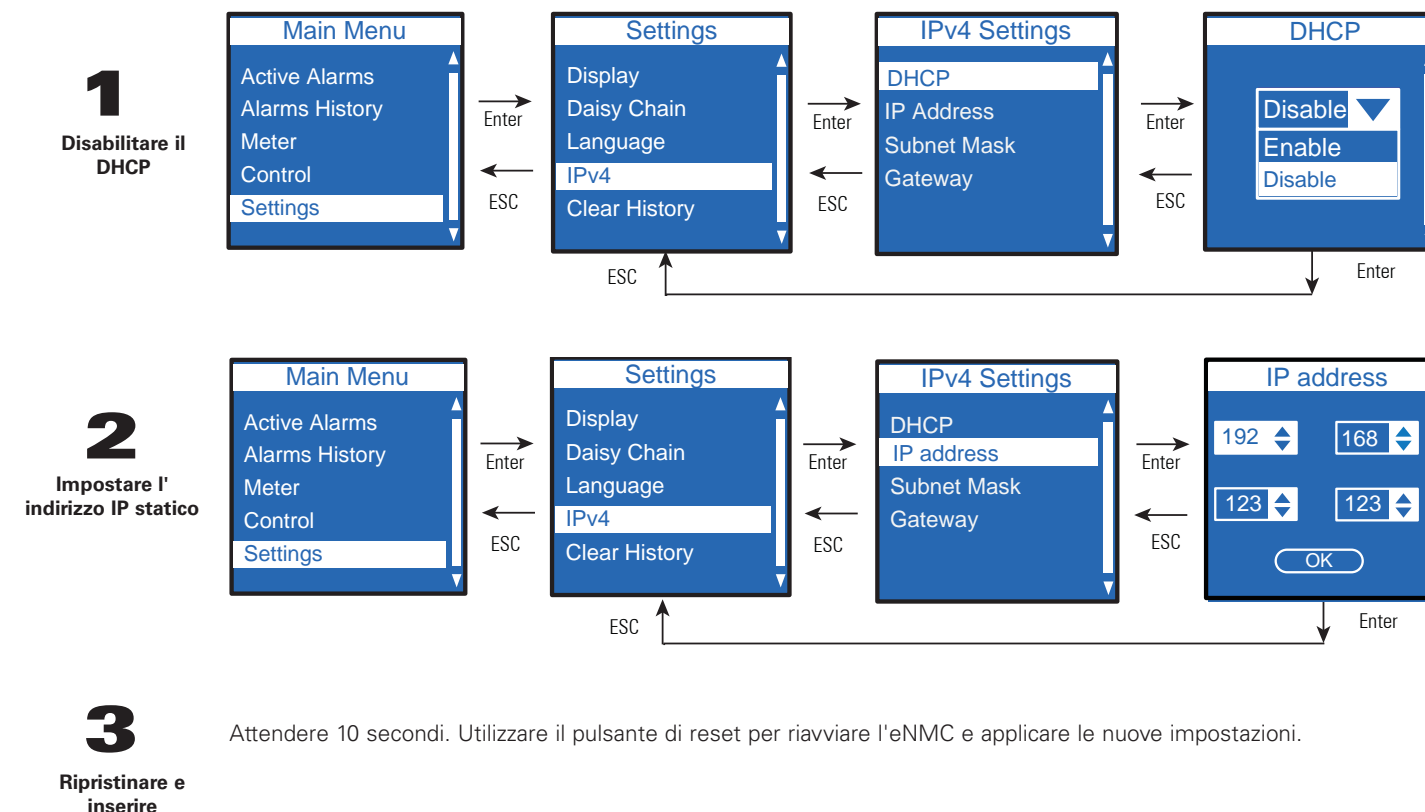 1
Disabilitare il
DHCP
Main Menu
Active Alarms
Alarms History
Meter
Control
Settings
Enter
ESC
Settings
Display
Daisy Chain
Language
IPv4
Clear History
Enter
ESC
IPv4 Settings
DHCP
IP Address
Subnet Mask
Gateway
Enter
ESC
DHCP
Disable
Enable
Disable
ESC
Enter
2
Impostare l'
indirizzo IP statico
Main Menu
Active Alarms
Alarms History
Meter
Control
Settings
Enter
ESC
Settings
Display
Daisy Chain
Language
IPv4
Clear History
Enter
ESC
IPv4 Settings
DHCP
IP address
Subnet Mask
Gateway
Enter
ESC
IP address
192 168
123 123
OK
ESC
Enter
3
Ripristinare e
inserire
Attendere 10 secondi. Utilizzare il pulsante di reset per riavviare l'eNMC e applicare le nuove impostazioni.